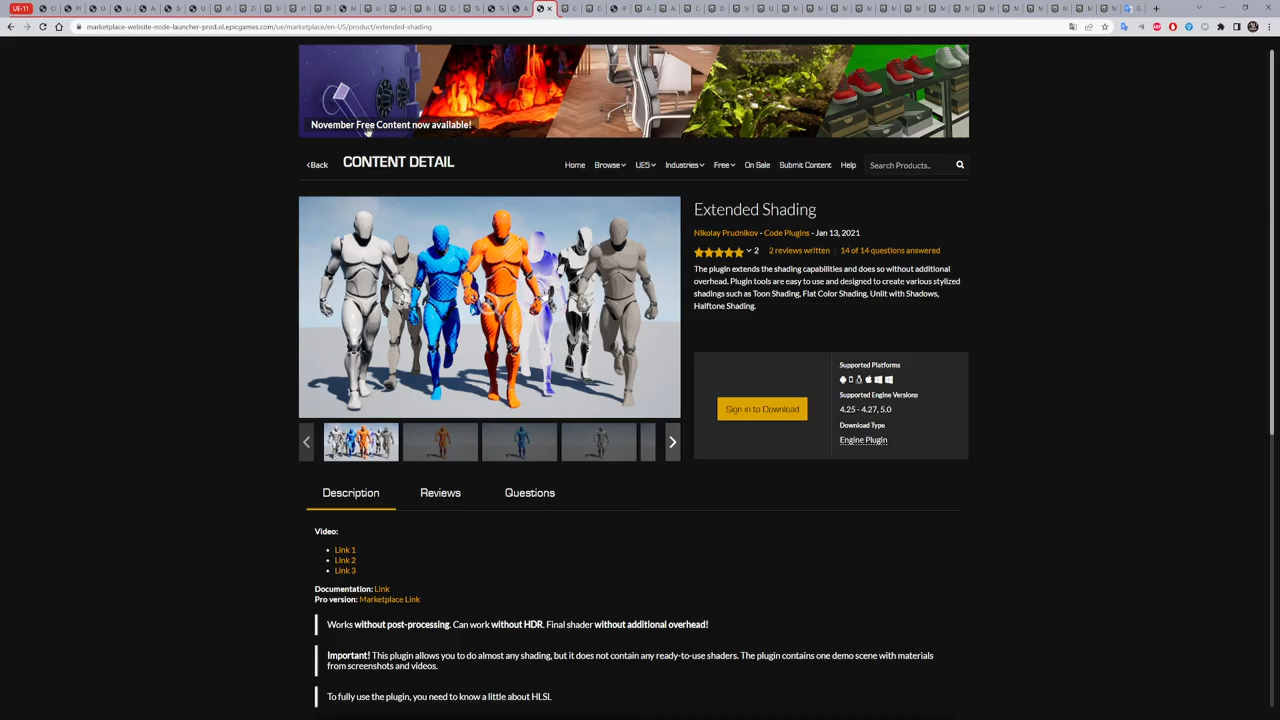 UE-11
marketplace-website-node-launcher-prod.ol.epicgames.com/ue/marketplace/en-US/product/extended-shading
November Free Content now available!
Back
CONTENT DETAIL
Home
Browse
UE5
Industries
Free
On Sale
Submit Content
Help
Search Products..
Extended Shading
Nikolay Prudnikov - Code Plugins - Jan 13, 2021
2
2 reviews written
14 of 14 questions answered
The plugin extends the shading capabilities and does so without additional
overhead. Plugin tools are easy to use and designed to create various stylized
shadings such as Toon Shading, Flat Color Shading, Unlit with Shadows,
Halftone Shading.
Sign in to Download
Supported Platforms
Supported Engine Versions
4.25 - 4.27, 5.0
Download Type
Engine Plugin
Description
Reviews
Questions
Video:
Link 1
Link 2
Link 3
Documentation: Link
Pro version: Marketplace Link
Works without post-processing. Can work without HDR. Final shader without additional overhead!
Important! This plugin allows you to do almost any shading, but it does not contain any ready-to-use shaders. The plugin contains one demo scene with materials
from screenshots and videos.
To fully use the plugin, you need to know a little about HLSL